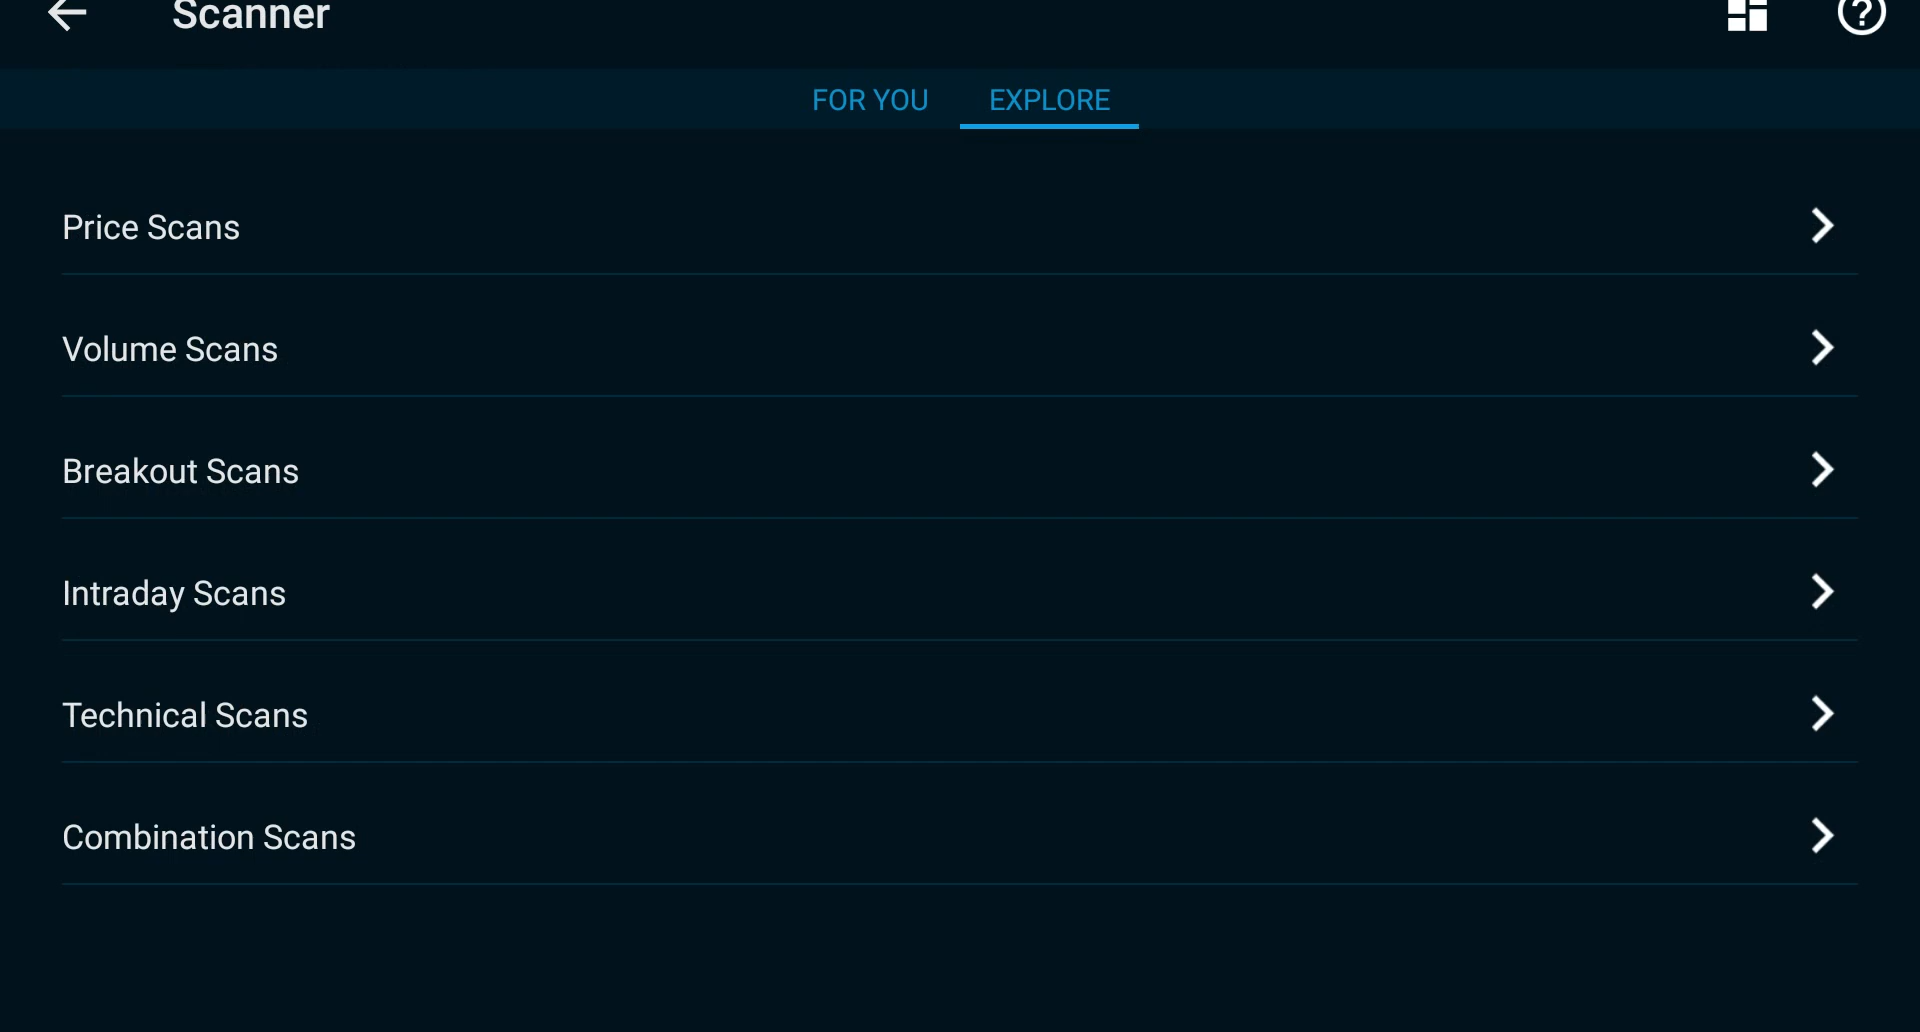 Scanner
FOR YOU EXPLORE
Price Scans
Volume Scans
Breakout Scans
Intraday Scans
Technical Scans
Combination Scans